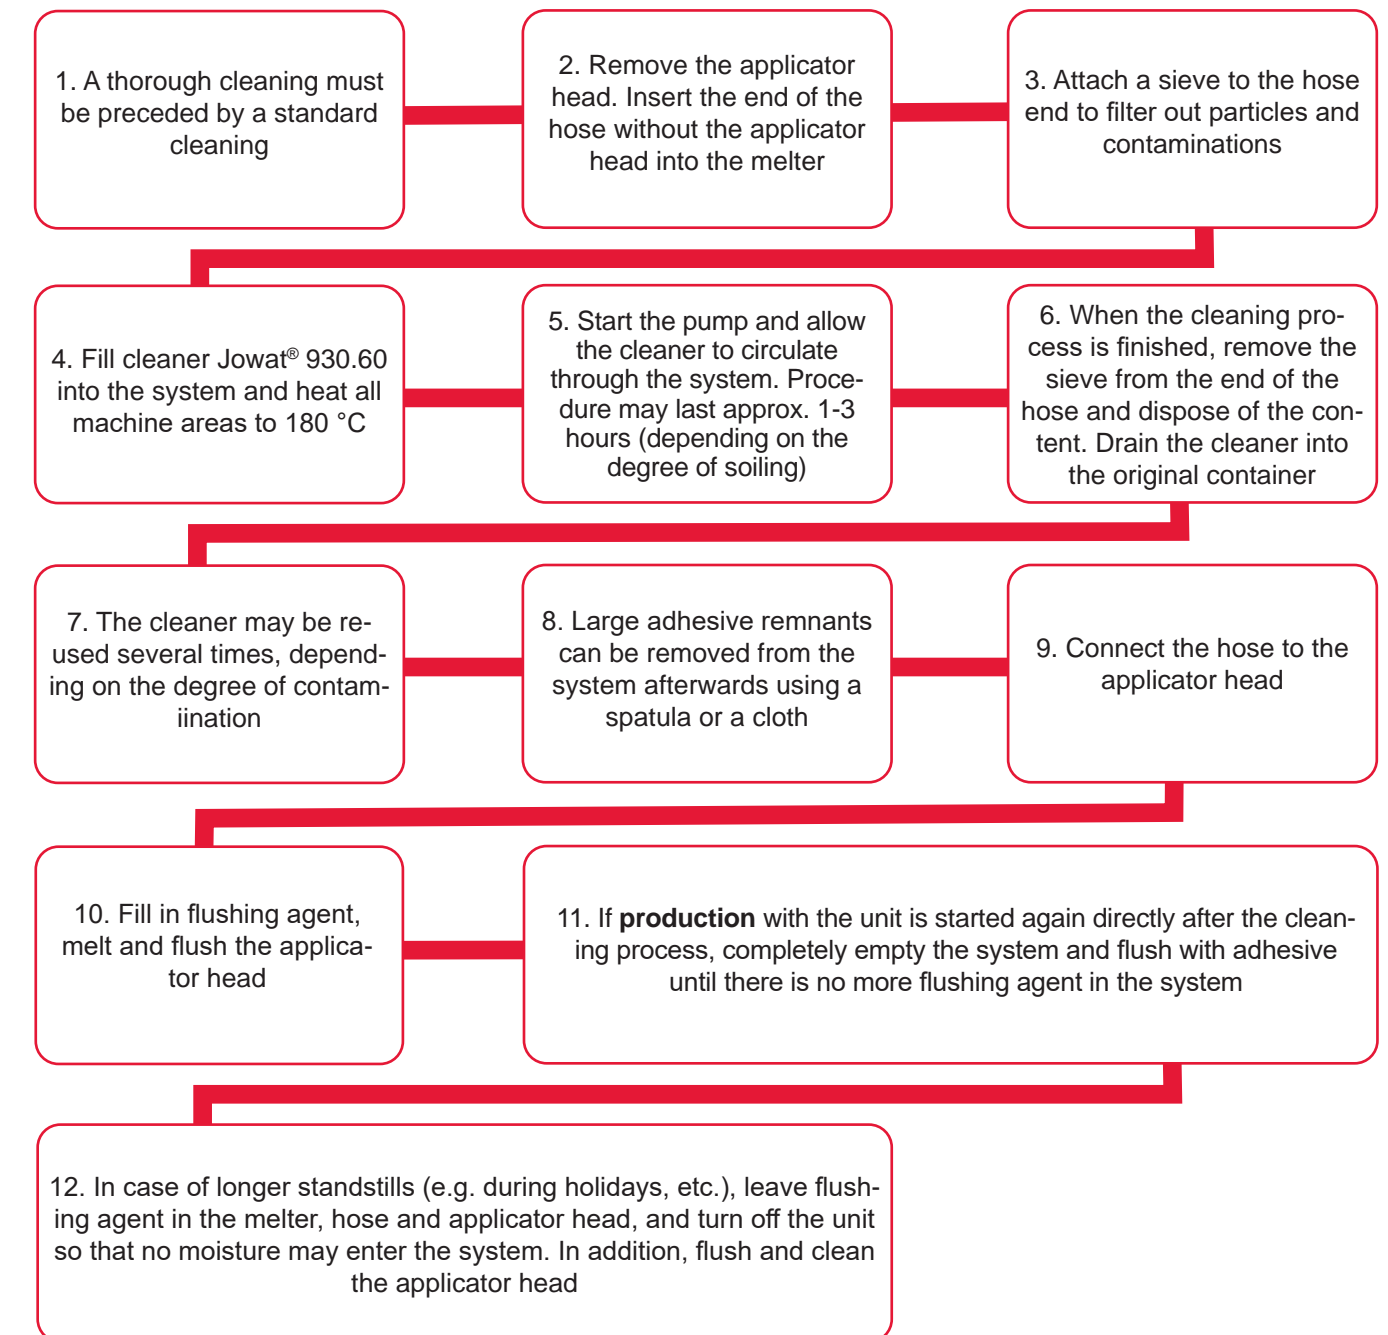 1. A thorough cleaning must
be preceded by a standard
cleaning
2. Remove the applicator
head. Insert the end of the
hose without the applicator
head into the melter
3. Attach a sieve to the hose
end to filter out particles and
contaminations
4. Fill cleaner Jowat® 930.60
into the system and heat all
machine areas to 180 °C
5. Start the pump and allow
the cleaner to circulate
through the system. Proce-
dure may last approx. 1-3
hours (depending on the
degree of soiling)
6. When the cleaning pro-
cess is finished, remove the
sieve from the end of the
hose and dispose of the con-
tent. Drain the cleaner into
the original container
7. The cleaner may be re-
used several times, depend-
ing on the degree of contam-
iination
8. Large adhesive remnants
can be removed from the
system afterwards using a
spatula or a cloth
9. Connect the hose to the
applicator head
10. Fill in flushing agent,
melt and flush the applica-
tor head
11. If production with the unit is started again directly after the clean-
ing process, completely empty the system and flush with adhesive
until there is no more flushing agent in the system
12. In case of longer standstills (e.g. during holidays, etc.), leave flush-
ing agent in the melter, hose and applicator head, and turn off the unit
so that no moisture may enter the system. In addition, flush and clean
the applicator head